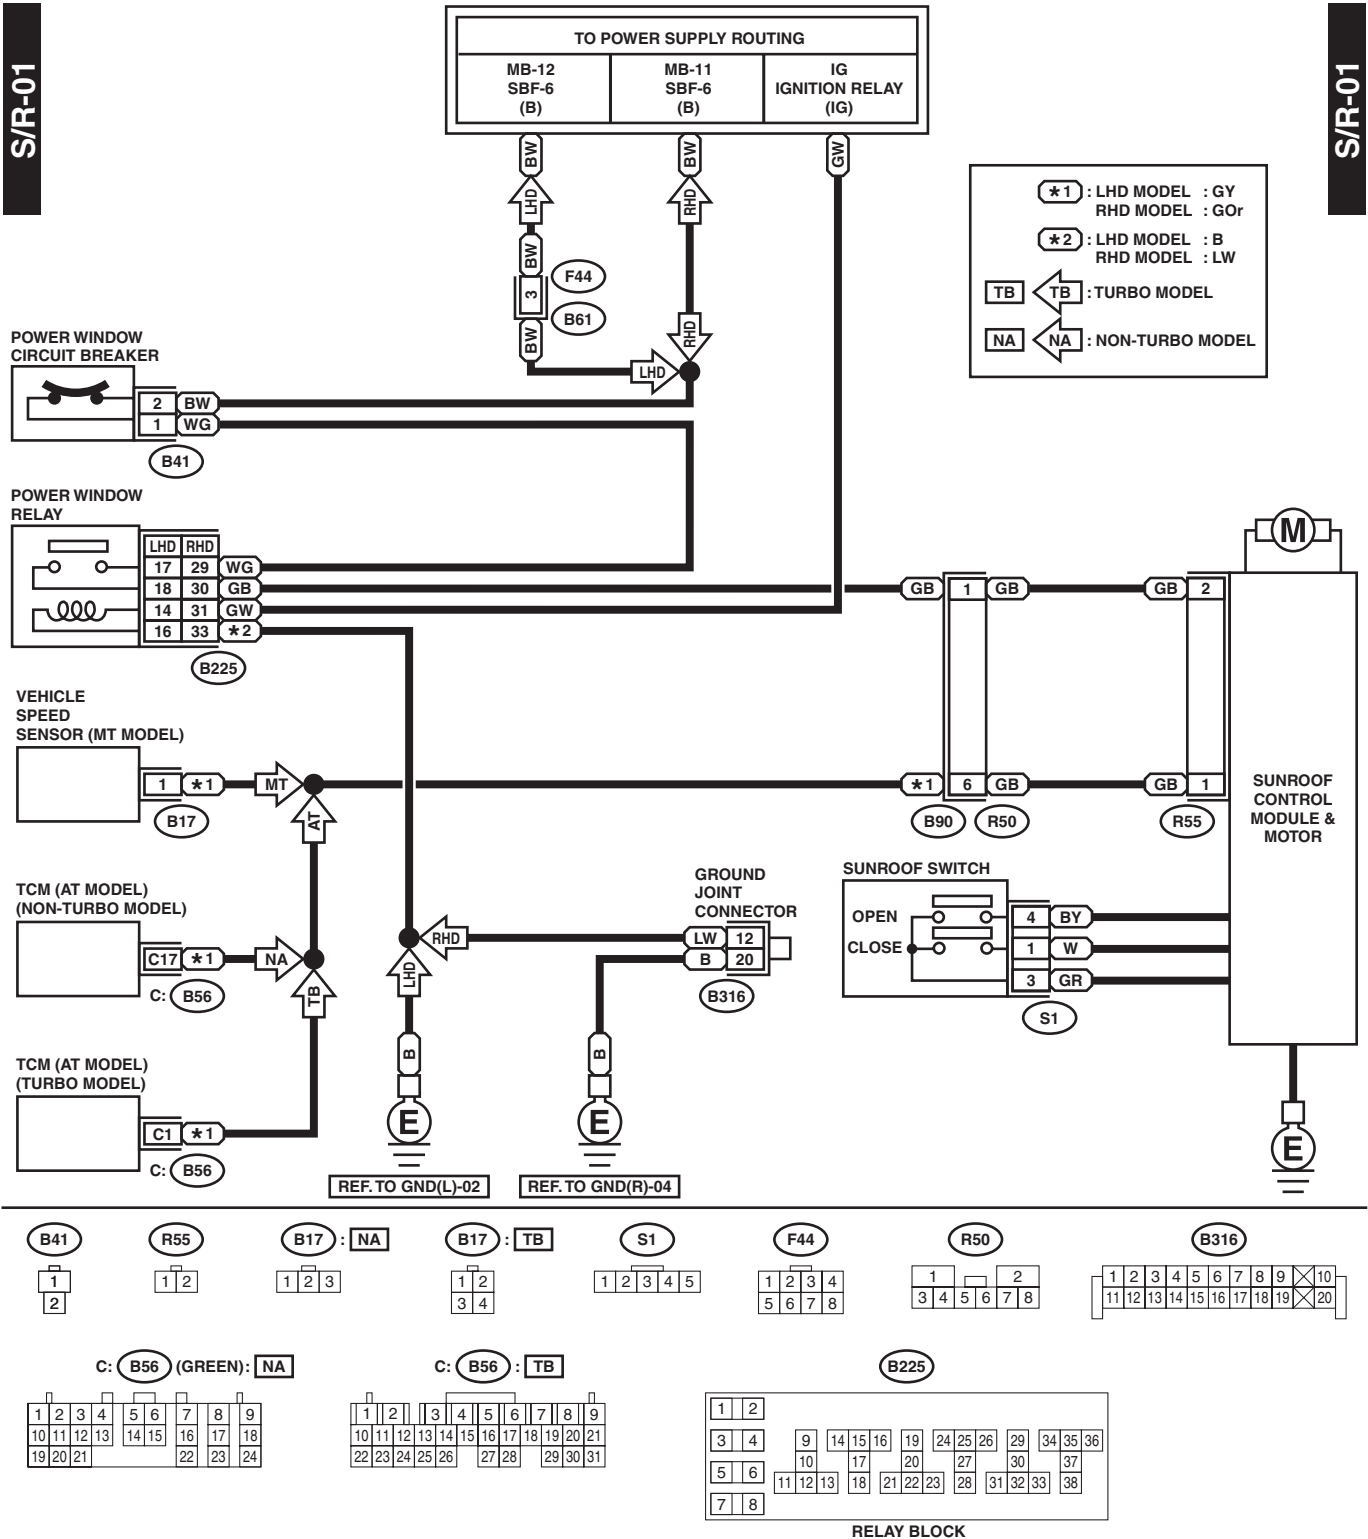 S/R-01
S/R-01
TO POWER SUPPLY ROUTING
MB-12
SBF-6
(B)
MB-11
SBF-6
(B)
IG
IGNITION RELAY
(IG)
BW
BW
GW
LHD
RHD
BW
3
F44
B61
BW
RHD
LHD
*1 : LHD MODEL : GY
RHD MODEL : GOr
*2 : LHD MODEL : B
RHD MODEL : LW
TB TB : TURBO MODEL
NA NA : NON-TURBO MODEL
POWER WINDOW
CIRCUIT BREAKER
2 BW
1 WG
B41
POWER WINDOW
RELAY
LHD RHD
17 29 WG
18 30 GB
14 31 GW
16 33 *2
B225
GB 1 GB
GB 2
M
VEHICLE
SPEED
SENSOR (MT MODEL)
1 *1 MT
B17
AT
*1 6 GB
GB 1
B90 R50
R55
SUNROOF
CONTROL
MODULE &
MOTOR
TCM (AT MODEL)
(NON-TURBO MODEL)
C17 *1 NA
C: B56
TB
GROUND
JOINT
CONNECTOR
RHD
LW 12
B 20
B316
LHD
B
B
SUNROOF SWITCH
OPEN
CLOSE
4 BY
1 W
3 GR
S1
TCM (AT MODEL)
(TURBO MODEL)
C1 *1
C: B56
E
E
E
REF. TO GND(L)-02
REF. TO GND(R)-04
B41
1
2
R55
1 2
B17 : NA
1 2 3
B17 : TB
1 2
3 4
S1
1 2 3 4 5
F44
1 2 3 4
5 6 7 8
R50
1 2
3 4 5 6 7 8
B316
1 2 3 4 5 6 7 8 9 10
11 12 13 14 15 16 17 18 19 20
C: B56 (GREEN): NA
1 2 3 4 5 6 7 8 9
10 11 12 13 14 15 16 17 18
19 20 21 22 23 24
C: B56 : TB
1 2 3 4 5 6 7 8 9
10 11 12 13 14 15 16 17 18 19 20 21
22 23 24 25 26 27 28 29 30 31
B225
1 2
3 4 9 14 15 16 19 24 25 26 29 34 35 36
10 17 20 27 30 37
5 6 11 12 13 18 21 22 23 28 31 32 33 38
7 8
RELAY BLOCK